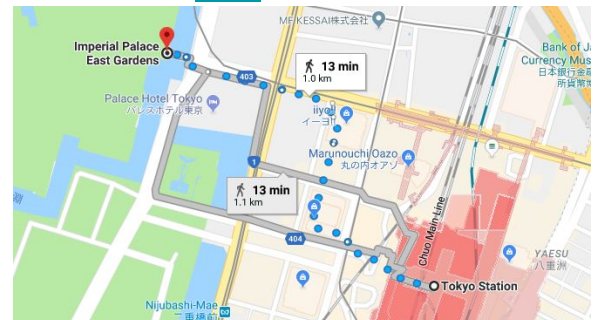 MEKESSAI株式会社
Imperial Palace
East Gardens
Bank of Ja
Currency Mus
日本銀行金融
所貨幣博
403
13 min
1.0 km
Palace Hotel Tokyo
パレスホテル東京
iiyo!!
イーヨ!!
Marunouchi Oazo
丸の内オアゾ
1
13 min
1.1 km
Chuo Main Line
404
YAESU
八重洲
Tokyo Station
Nijubashi-Mae
二重橋前